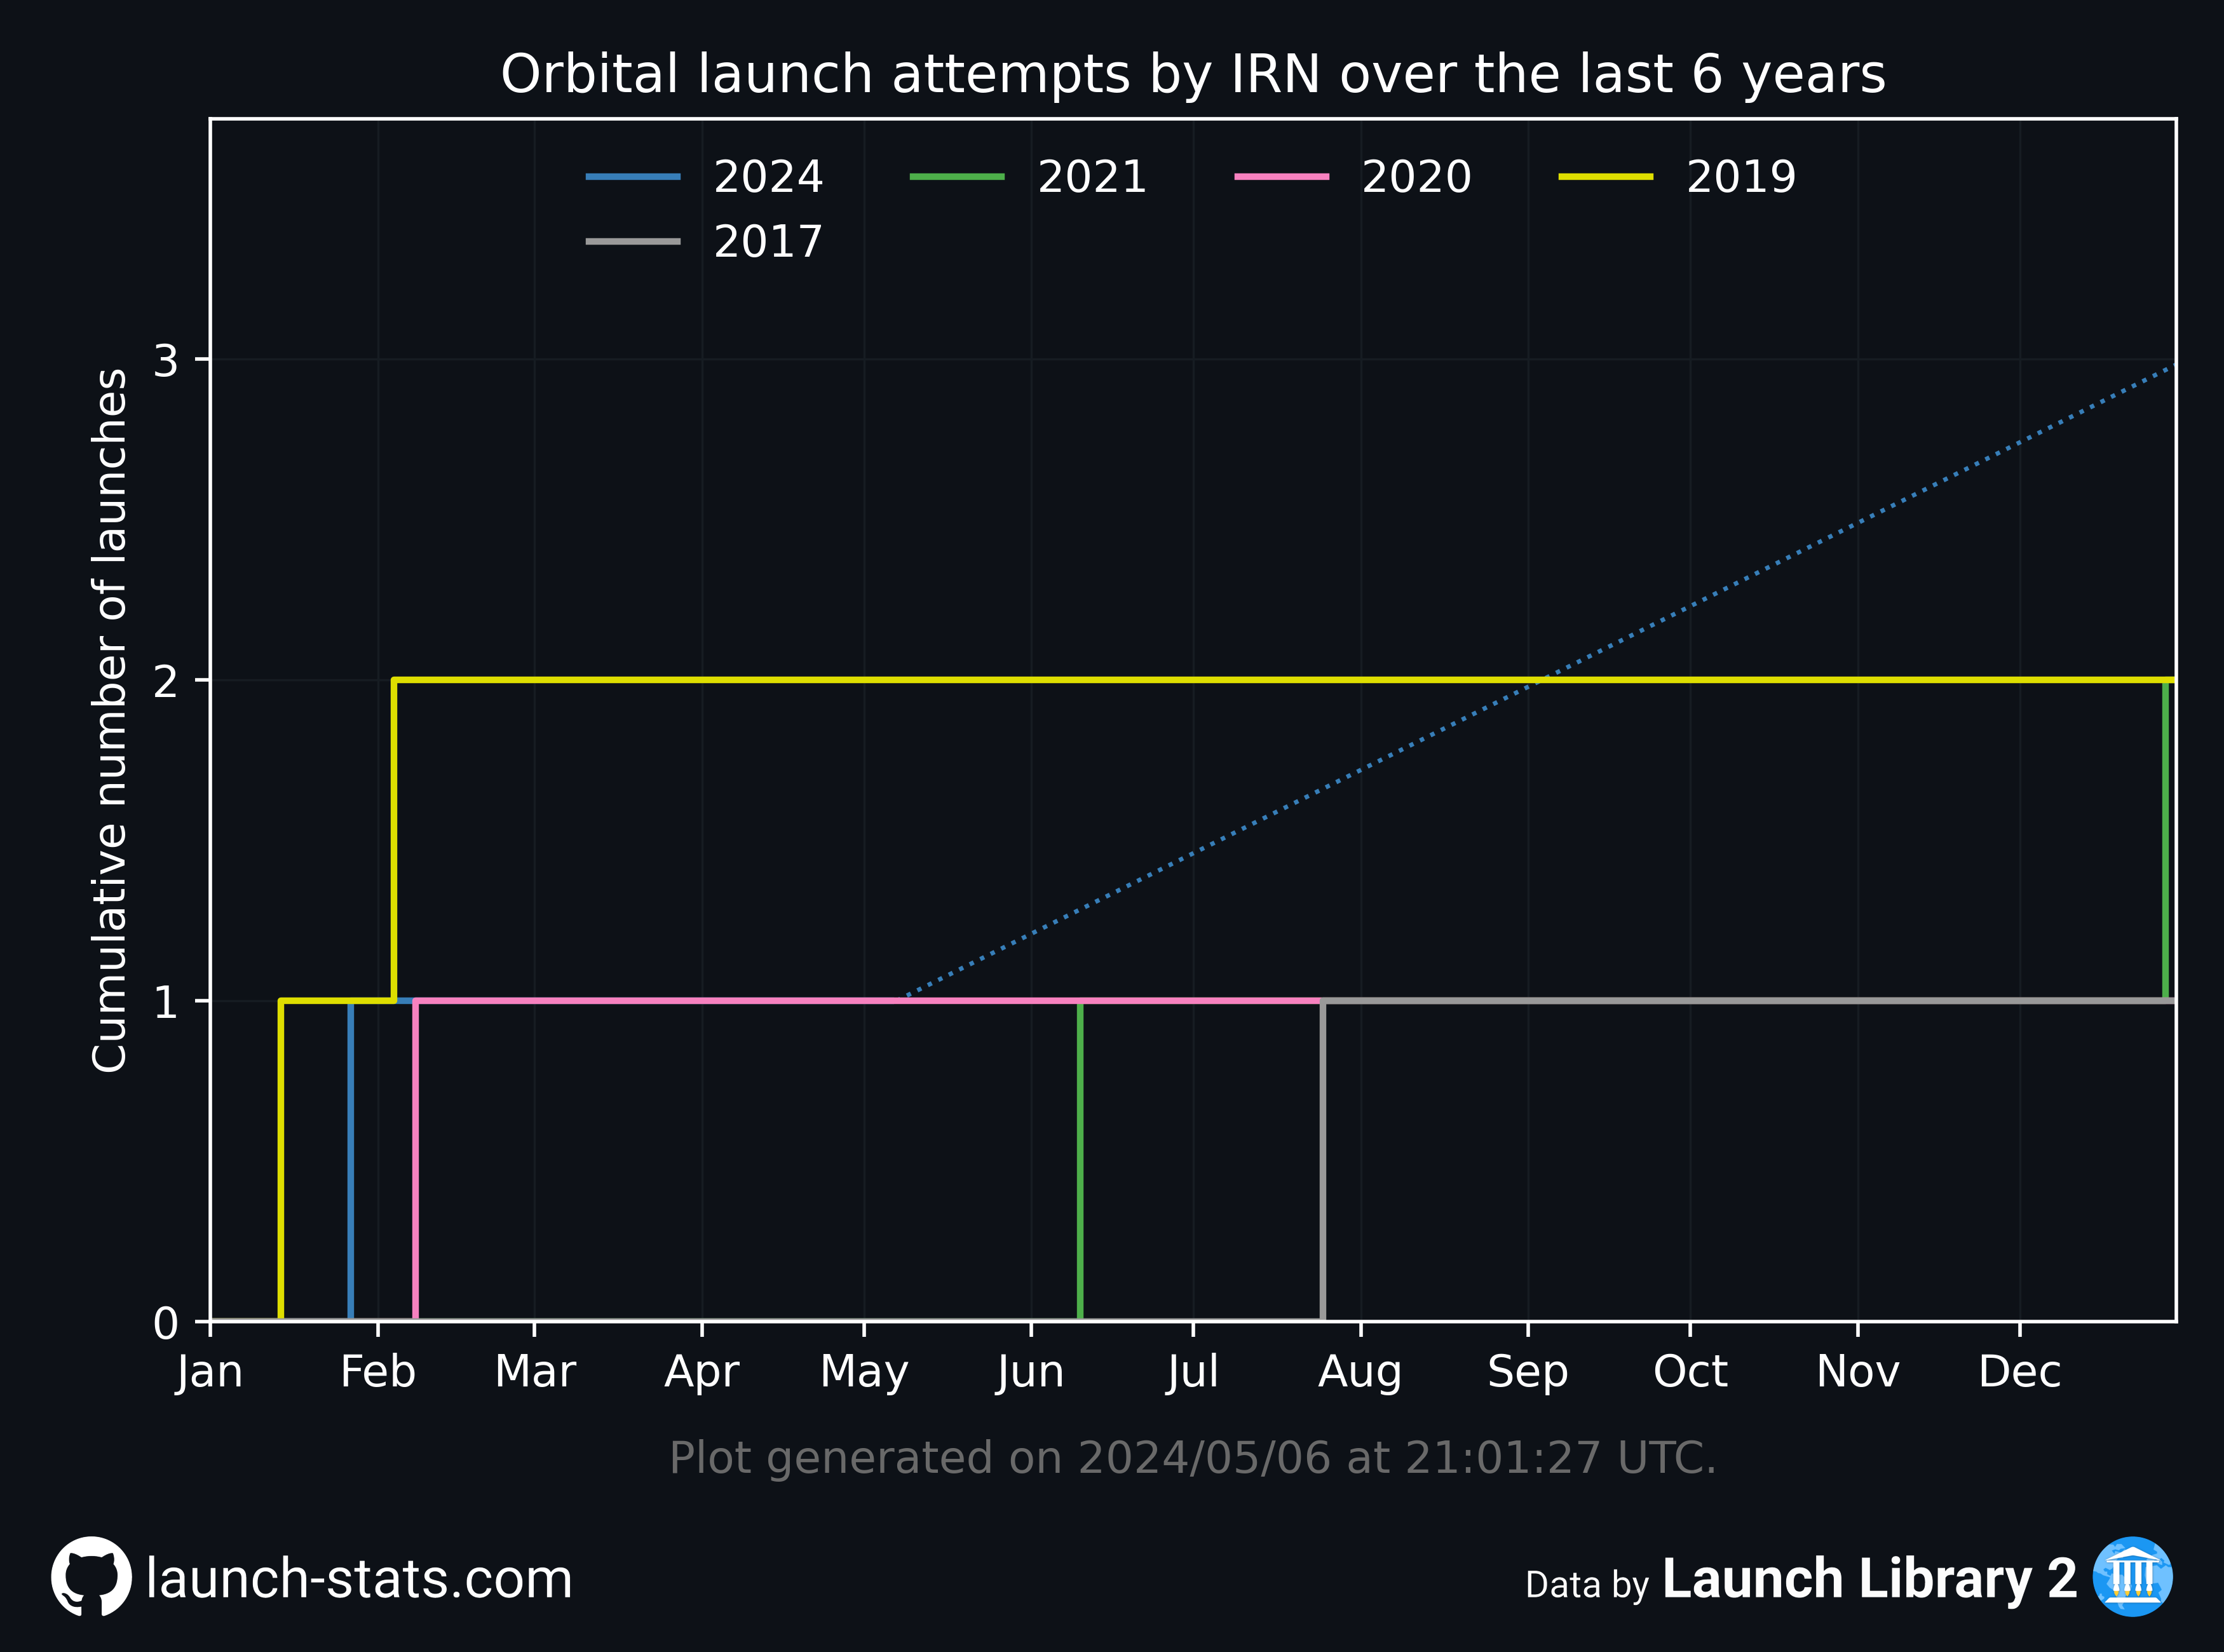 Orbital launch attempts by IRN over the last 6 years
2024 2021 2020 2019
2017
Cumulative number of launches
3
2
1
0
Jan Feb Mar Apr May Jun Jul Aug Sep Oct Nov Dec
Plot generated on 2024/05/06 at 21:01:27 UTC.
launch-stats.com
Data by Launch Library 2